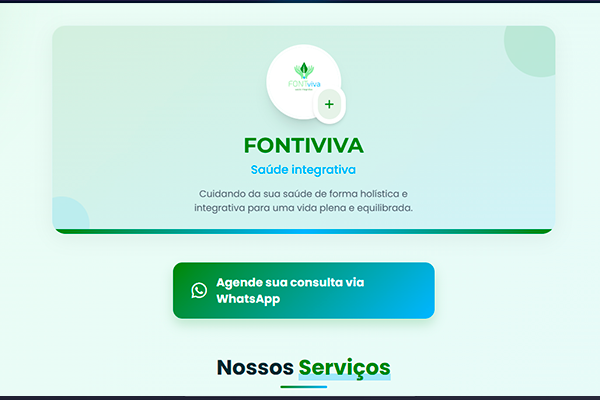 FONTviva
+
FONTIVIVA
Saúde integrativa
Cuidando da sua saúde de forma holística e
integrativa para uma vida plena e equilibrada.
Agende sua consulta via
WhatsApp
Nossos Serviços